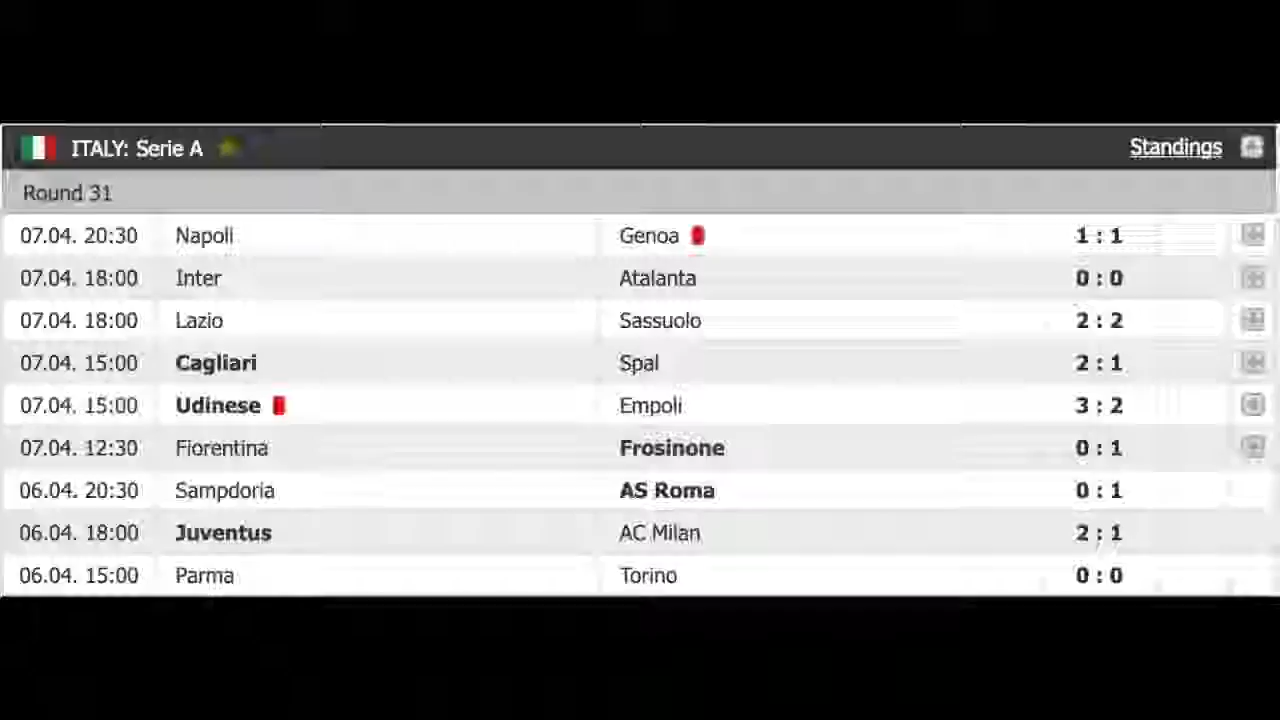 ITALY: Serie A Standings
Round 31
07.04. 20:30 Napoli Genoa 1 : 1
07.04. 18:00 Inter Atalanta 0 : 0
07.04. 18:00 Lazio Sassuolo 2 : 2
07.04. 15:00 Cagliari Spal 2 : 1
07.04. 15:00 Udinese Empoli 3 : 2
07.04. 12:30 Fiorentina Frosinone 0 : 1
06.04. 20:30 Sampdoria AS Roma 0 : 1
06.04. 18:00 Juventus AC Milan 2 : 1
06.04. 15:00 Parma Torino 0 : 0